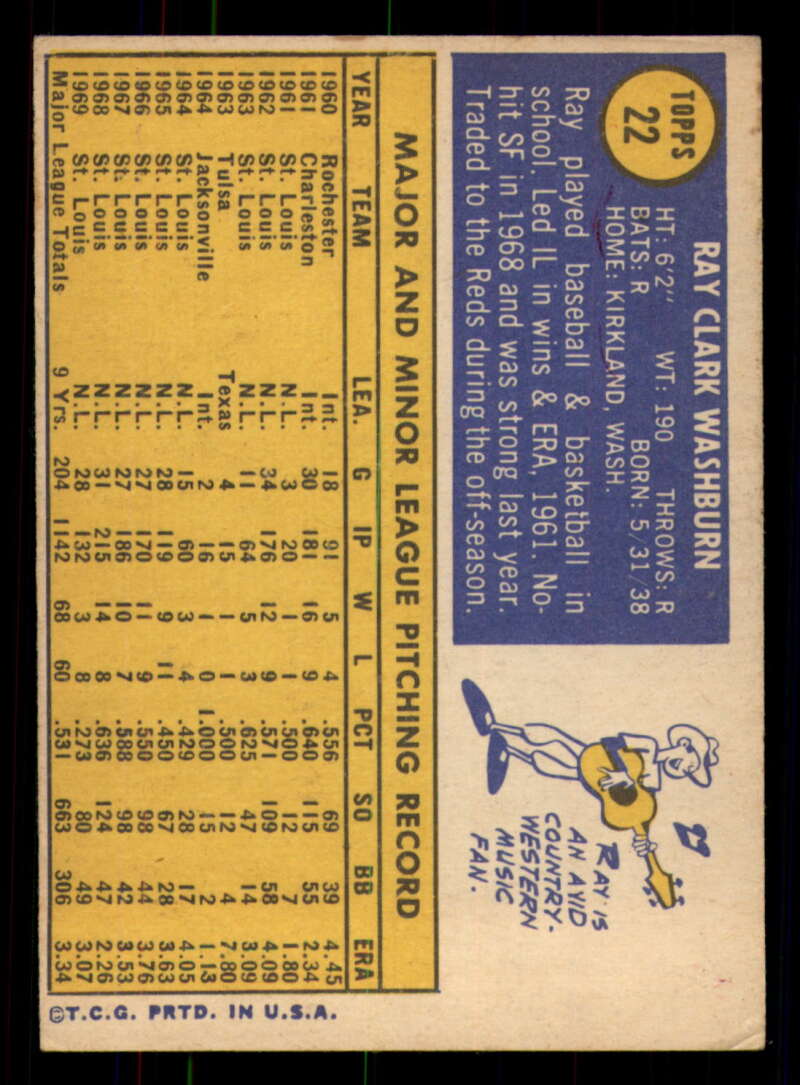 TOPPS
22
RAY CLARK WASHBURN
HT: 6'2" WT: 190 THROWS: R
BATS: R BORN: 5/31/38
HOME: KIRKLAND, WASH.
Ray played baseball & basketball in
school. Led IL in wins & ERA, 1961. No-
hit SF in 1968 and was strong last year.
Traded to the Reds during the off-season.
RAY IS
AN AVID
COUNTRY-
WESTERN
MUSIC
FAN.
MAJOR AND MINOR LEAGUE PITCHING RECORD
YEAR TEAM LEA. G IP W L PCT SO BB ERA
1960 Rochester Int. 18 91 5 4 .556 69 39 4.45
1961 Charleston Int. 30 181 16 9 .640 115 55 2.34
1961 St. Louis N.L. 3 20 1 1 .500 12 7 1.80
1962 St. Louis N.L. 34 176 12 9 .571 109 58 4.09
1963 St. Louis N.L. 11 64 5 3 .625 47 14 3.09
1963 Tulsa Texas 4 15 1 1 .500 12 4 7.80
1964 Jacksonville Int. 2 16 1 0 1.000 15 2 1.13
1964 St. Louis N.L. 15 60 3 4 .429 28 17 4.05
1965 St. Louis N.L. 28 119 9 11 .450 67 28 3.63
1966 St. Louis N.L. 27 170 11 9 .550 98 44 3.76
1967 St. Louis N.L. 27 186 10 7 .588 98 42 3.53
1968 St. Louis N.L. 31 215 14 8 .636 124 47 2.26
1969 St. Louis N.L. 28 132 3 8 .273 80 49 3.07
Major League Totals 9 Yrs. 204 1142 68 60 .531 663 306 3.34
©T.C.G. PRTD. IN U.S.A.